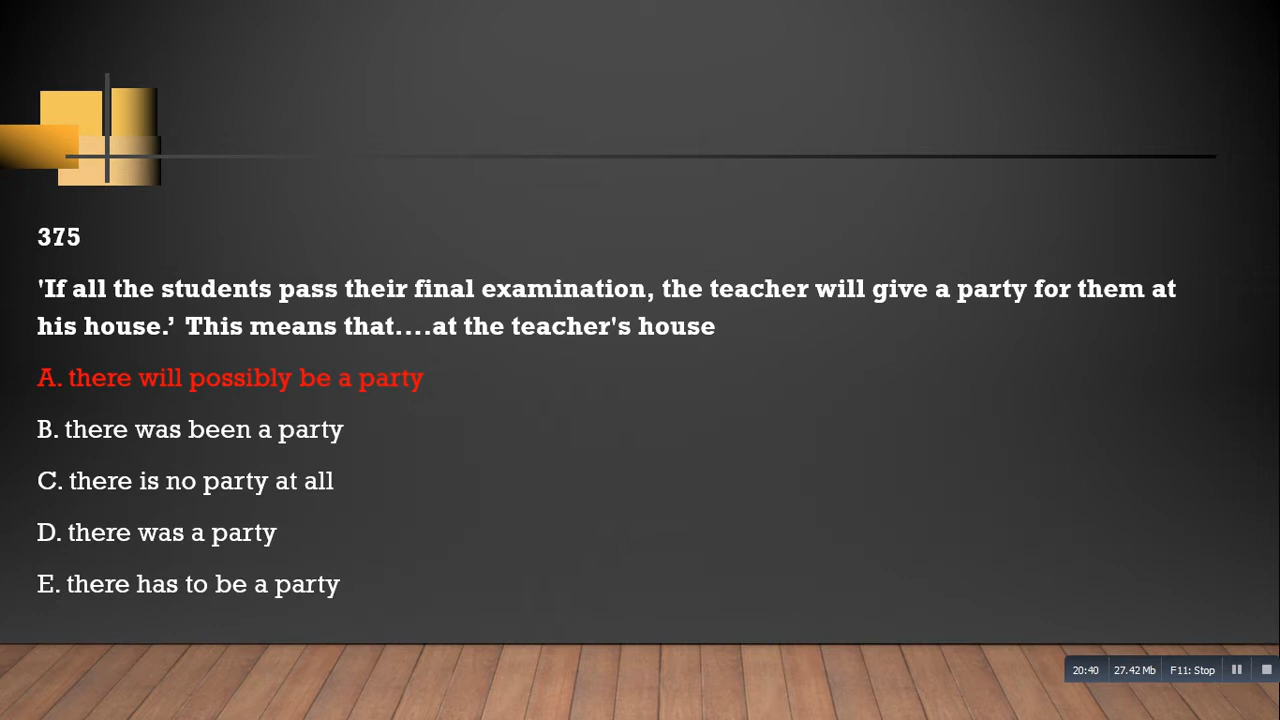 375
'If all the students pass their final examination, the teacher will give a party for them at
his house.’ This means that....at the teacher's house
A. there will possibly be a party
B. there was been a party
C. there is no party at all
D. there was a party
E. there has to be a party
20:40 27.42 Mb F11: Stop